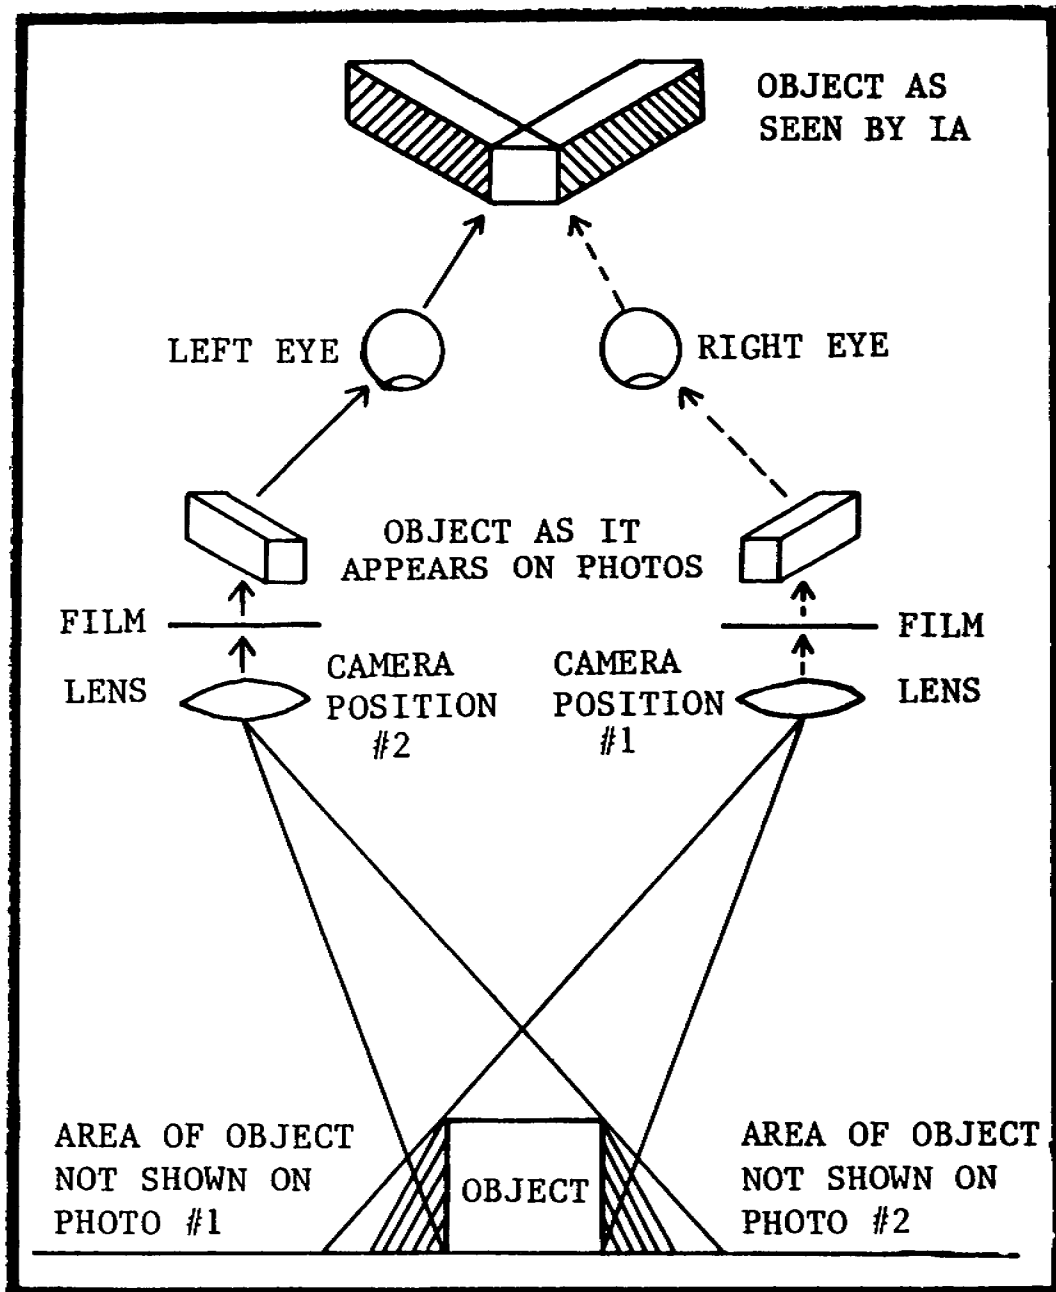 OBJECT AS
SEEN BY IA
LEFT EYE
RIGHT EYE
OBJECT AS IT
APPEARS ON PHOTOS
FILM
FILM
LENS
CAMERA
POSITION
#2
CAMERA
POSITION
#1
LENS
AREA OF OBJECT
NOT SHOWN ON
PHOTO #1
OBJECT
AREA OF OBJECT
NOT SHOWN ON
PHOTO #2